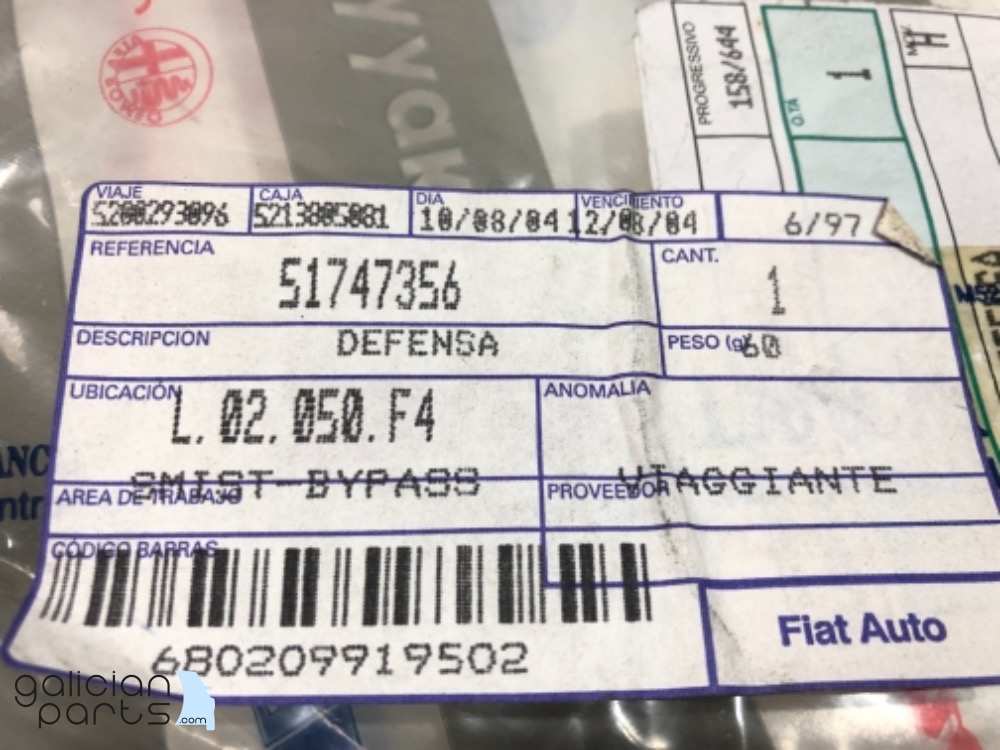 PROGRESSIVO
158/644
Q.TÀ
1
H
VIAJE
5200293096
CAJA
5213805081
DIA
10/08/04
VENCIMIENTO
12/08/04
6/97
REFERENCIA
51747356
CANT.
1
DESCRIPCION
DEFENSA
PESO (g)
60
UBICACIÓN
L.02.050.F4
ANOMALIA
SMIST-BYPASS
VIAGGIANTE
AREA DE TRABAJO
PROVEEDOR
CÓDIGO BARRAS
680209919502
Fiat Auto
galician
parts.com